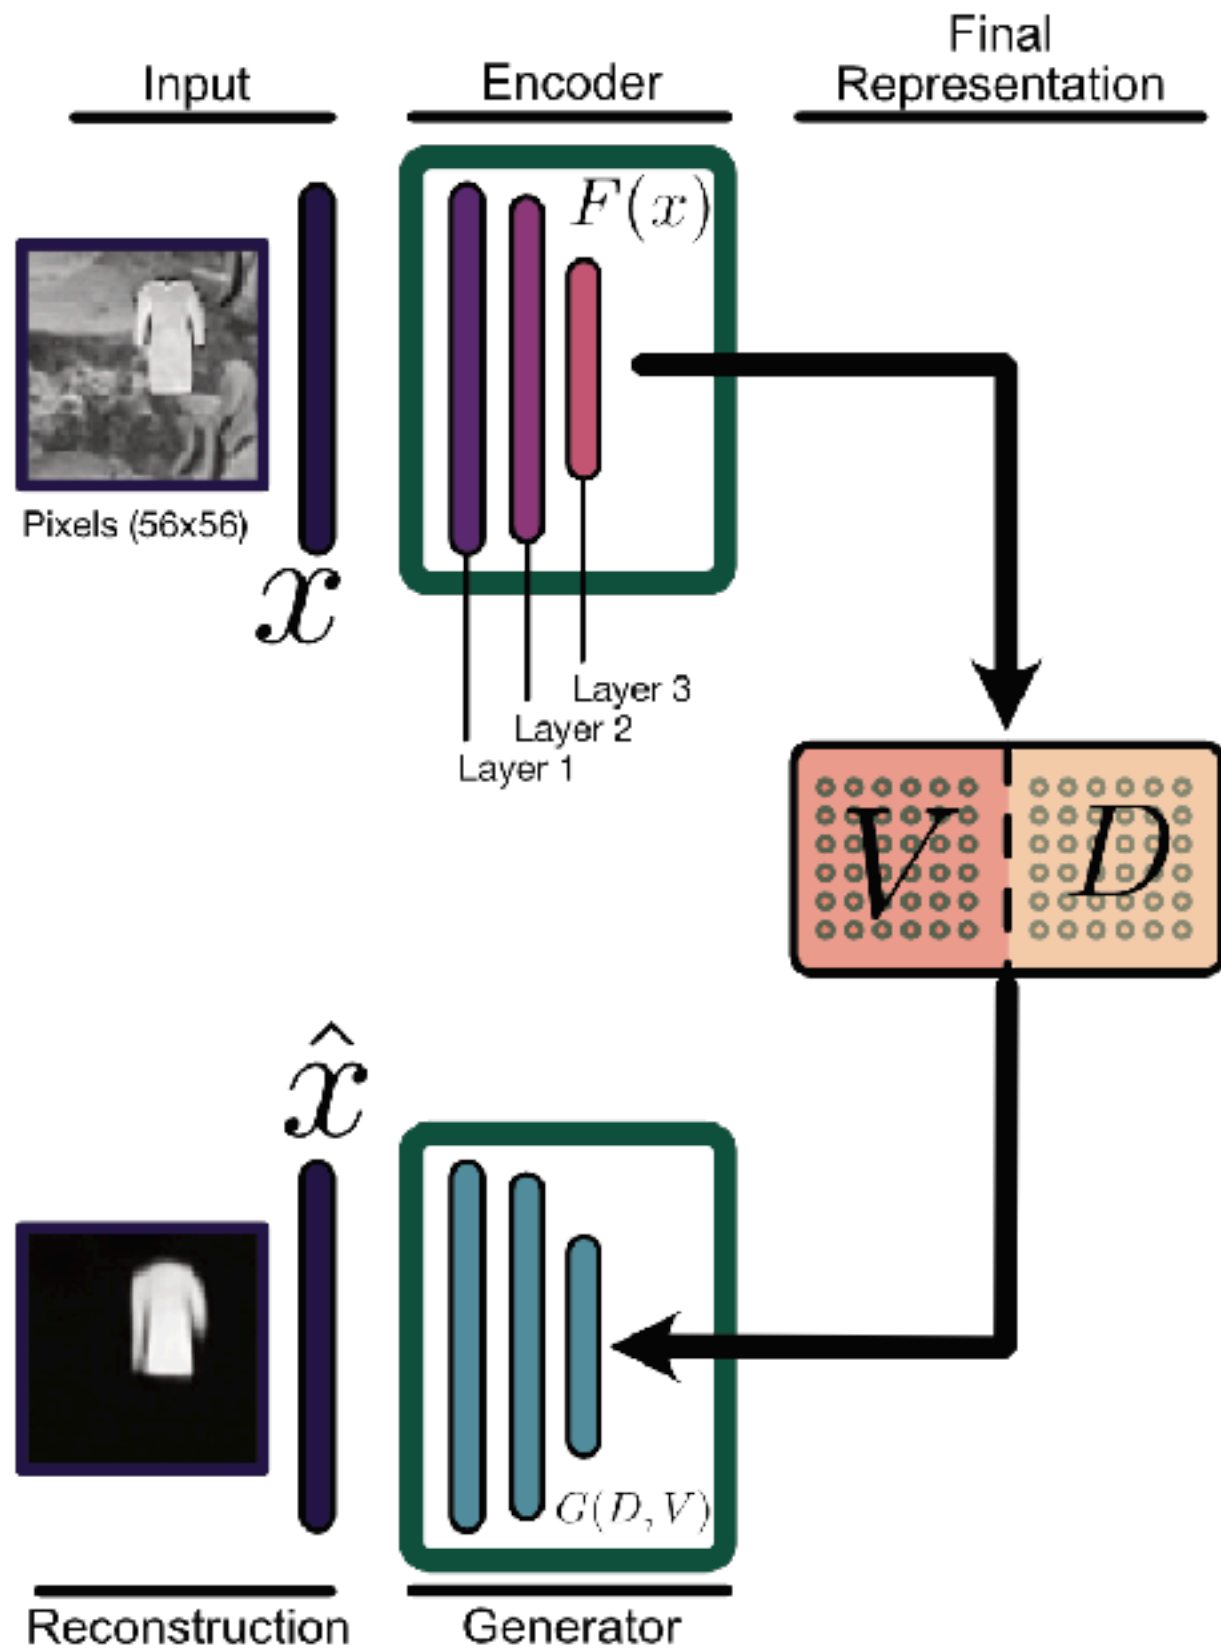 Input
Encoder
Final
Representation
F(x)
Pixels (56x56)
x
Layer 3
Layer 2
Layer 1
V
D
x̂
G(D, V)
Reconstruction
Generator